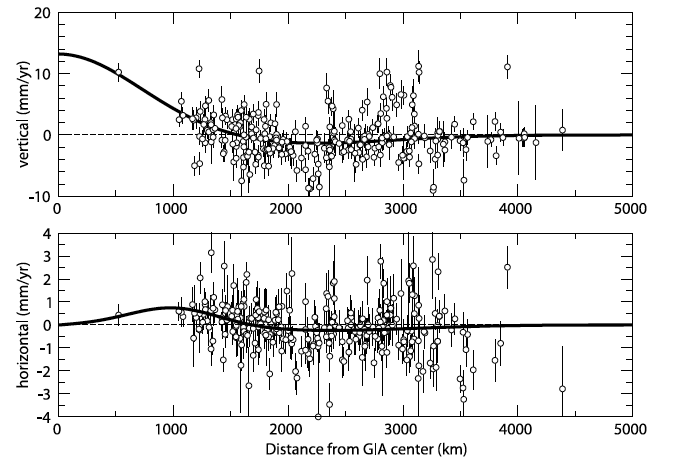 20
10
0
-10
vertical (mm/yr)
0 1000 2000 3000 4000 5000
4
3
2
1
0
-1
-2
-3
-4
horizontal (mm/yr)
0 1000 2000 3000 4000 5000
Distance from GIA center (km)